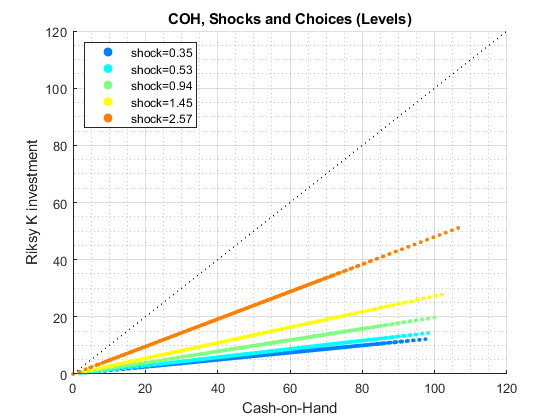 COH, Shocks and Choices (Levels)
120
100
80
60
40
20
0
Riksy K investment
shock=0.35
shock=0.53
shock=0.94
shock=1.45
shock=2.57
0 20 40 60 80 100 120
Cash-on-Hand